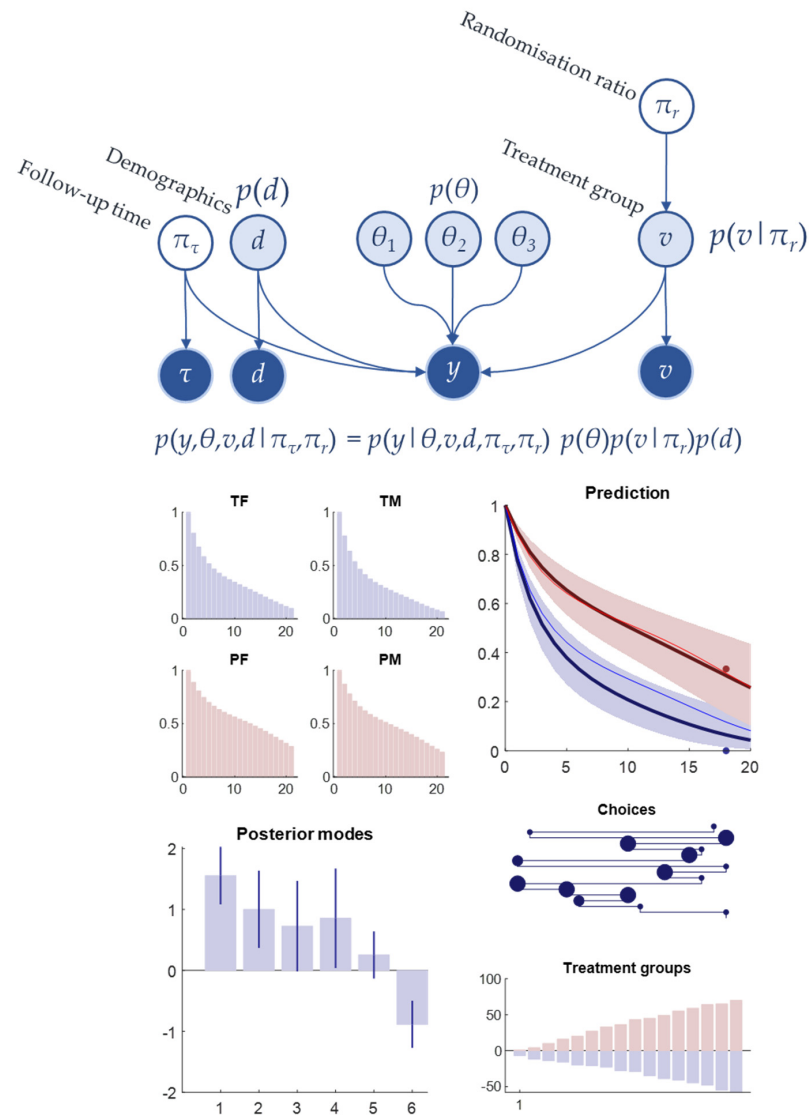 Randomisation ratio
π_r
Treatment group
Demographics
Follow-up time
p(d)
p(θ)
π_τ
d
θ_1
θ_2
θ_3
v
p(v|π_r)
τ
d
y
v
p(y,θ,v,d|π_τ,π_r) = p(y|θ,v,d,π_τ,π_r) p(θ)p(v|π_r)p(d)
TF
1
0.5
0
0 10 20
TM
1
0.5
0
0 10 20
PF
1
0.5
0
0 10 20
PM
1
0.5
0
0 10 20
Prediction
1
0.8
0.6
0.4
0.2
0
0 5 10 15 20
Choices
Posterior modes
2
1
0
-1
-2
1 2 3 4 5 6
Treatment groups
100
50
0
-50
1